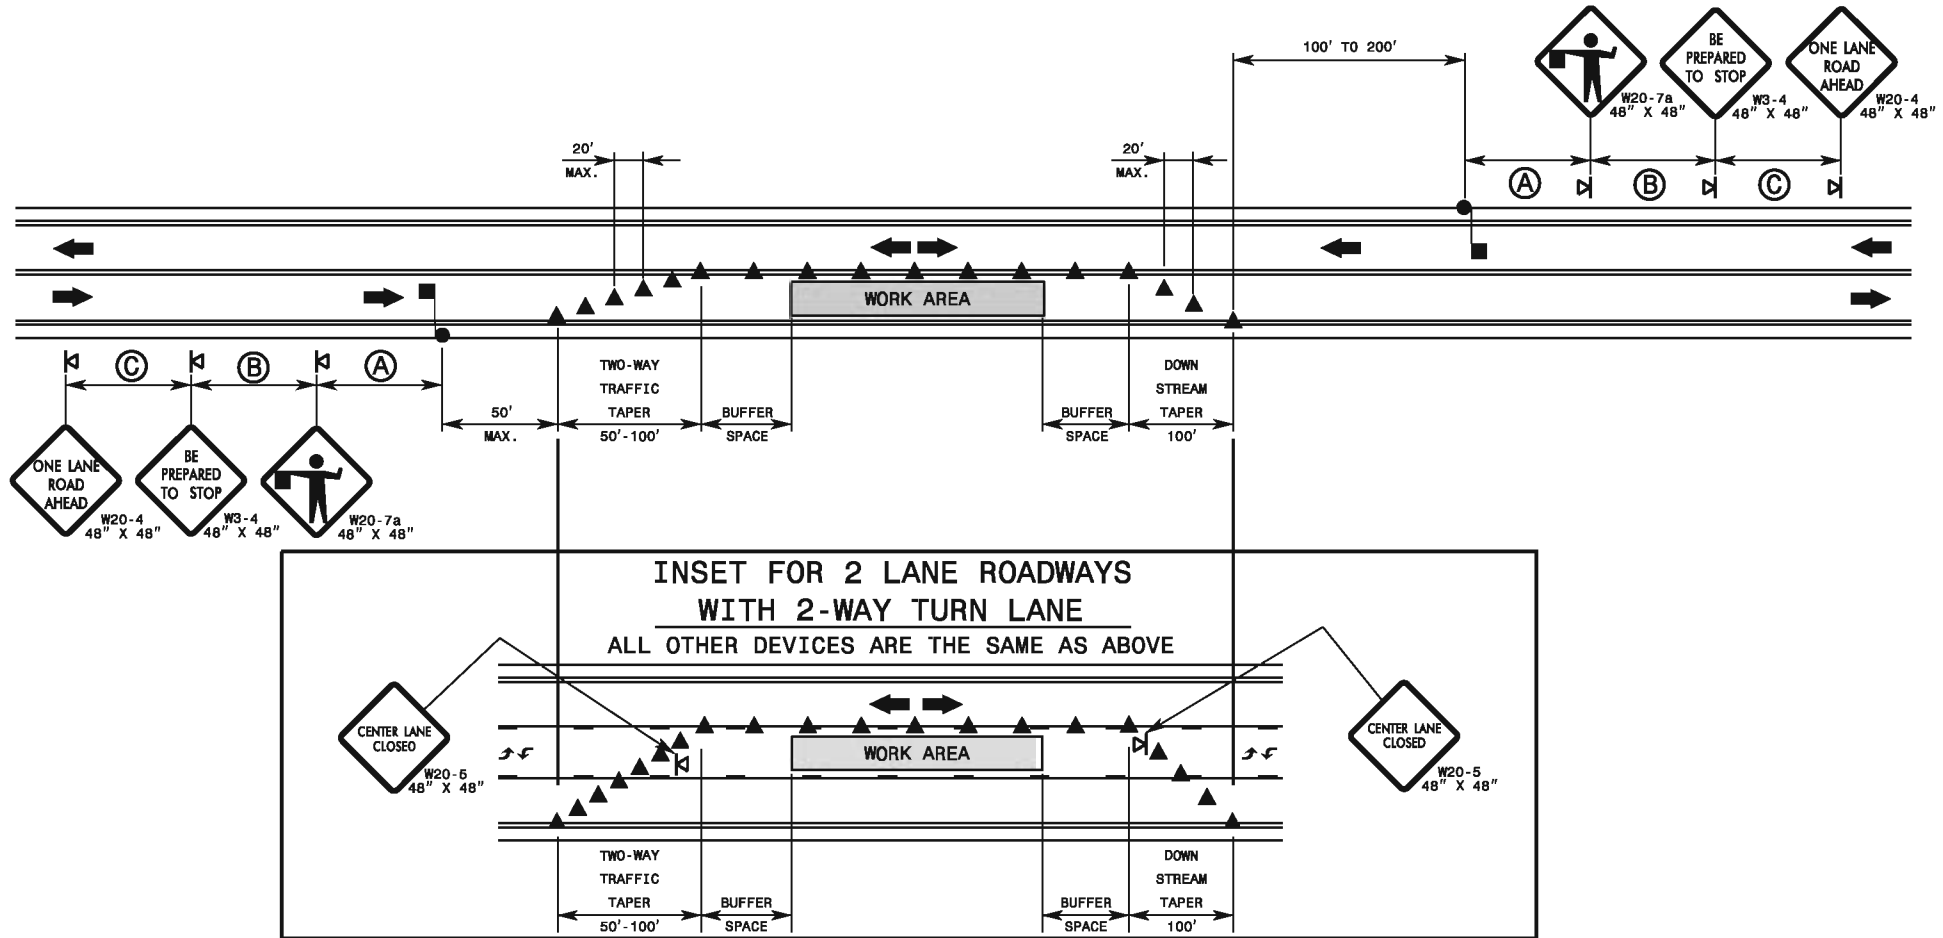 100' TO 200'
BE
PREPARED
TO STOP
ONE LANE
ROAD
AHEAD
W20-7a
48" X 48"
W3-4
48" X 48"
W20-4
48" X 48"
20'
MAX.
20'
MAX.
A
B
C
WORK AREA
C
B
A
50'
MAX.
TWO-WAY
TRAFFIC
TAPER
50'-100'
BUFFER
SPACE
BUFFER
SPACE
DOWN
STREAM
TAPER
100'
ONE LANE
ROAD
AHEAD
W20-4
48" X 48"
BE
PREPARED
TO STOP
W3-4
48" X 48"
W20-7a
48" X 48"
INSET FOR 2 LANE ROADWAYS
WITH 2-WAY TURN LANE
ALL OTHER DEVICES ARE THE SAME AS ABOVE
CENTER LANE
CLOSED
W20-5
48" X 48"
WORK AREA
CENTER LANE
CLOSED
W20-5
48" X 48"
TWO-WAY
TRAFFIC
TAPER
50'-100'
BUFFER
SPACE
BUFFER
SPACE
DOWN
STREAM
TAPER
100'